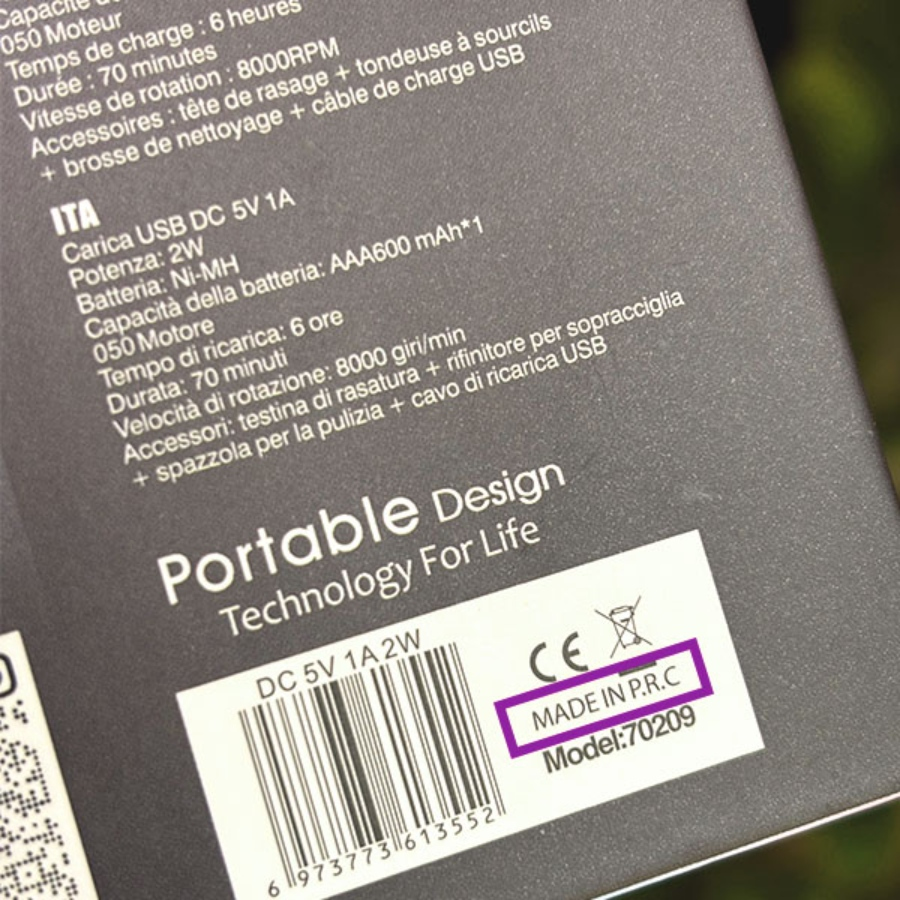 Capacité de
050 Moteur
Temps de charge : 6 heures
Durée : 70 minutes
Vitesse de rotation : 8000RPM
Accessoires : tête de rasage + tondeuse à sourcils
+ brosse de nettoyage + câble de charge USB
ITA
Carica USB DC 5V 1A
Potenza: 2W
Batteria: Ni-MH
Capacità della batteria: AAA600 mAh*1
050 Motore
Tempo di ricarica: 6 ore
Durata: 70 minuti
Velocità di rotazione: 8000 giri/min
Accessori: testina di rasatura + rifinitore per sopracciglia
+ spazzola per la pulizia + cavo di ricarica USB
Portable Design
Technology For Life
DC 5V 1A 2W
CE
MADE IN P.R.C
Model:70209
6 973773 613552